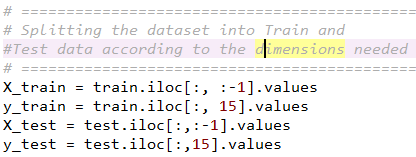 # ==========================================
# Splitting the dataset into Train and
#Test data according to the dimensions needed
# ==========================================
X_train = train.iloc[:, :-1].values
y_train = train.iloc[:, 15].values
X_test = test.iloc[:,:-1].values
y_test = test.iloc[:,15].values